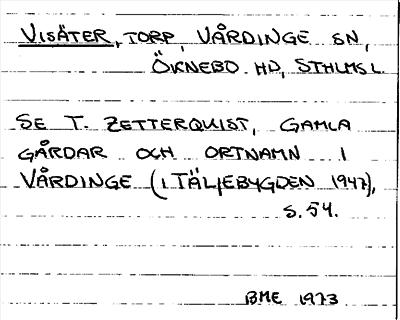 VISÄTER, TORP, VÅRDINGE SN,
ÖKNEBO HD, STHLMS L.
SE T. ZETTERQUIST, GAMLA
GÅRDAR OCH ORTNAMN I
VÅRDINGE (I TÄLJEBYGDEN 1947),
S. 54.
BME 1973